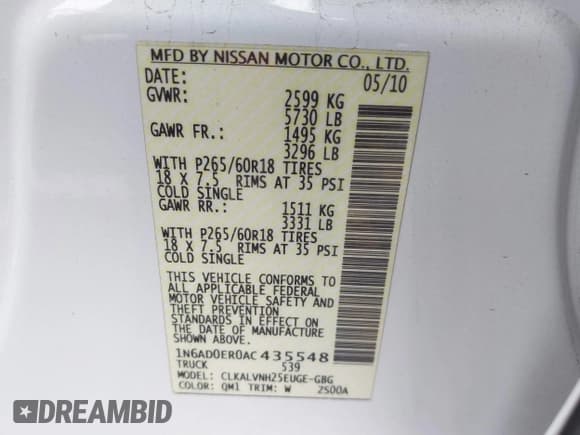 MFD BY NISSAN MOTOR CO., LTD.
DATE: 05/10
GVWR: 2599 KG
5730 LB
GAWR FR.: 1495 KG
3296 LB
WITH P265/60R18 TIRES
18 X 7.5 RIMS AT 35 PSI
COLD SINGLE
GAWR RR.: 1511 KG
3331 LB
WITH P265/60R18 TIRES
18 X 7.5 RIMS AT 35 PSI
COLD SINGLE
THIS VEHICLE CONFORMS TO
ALL APPLICABLE FEDERAL
MOTOR VEHICLE SAFETY AND
THEFT PREVENTION
STANDARDS IN EFFECT ON
THE DATE OF MANUFACTURE
SHOWN ABOVE.
1N6AD0ER0AC435548
TRUCK 539
MODEL: CLKALVNH25EUGE-GBG
COLOR: QM1 TRIM: W 2S00A
DREAMBID